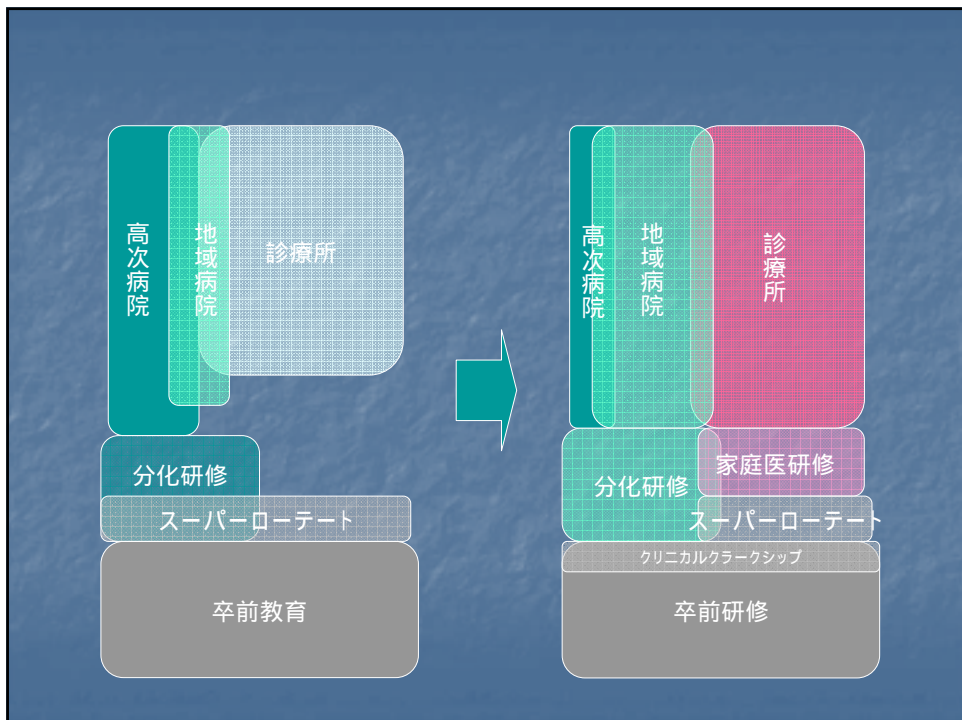 高次病院
地域病院
診療所
分化研修
スーパーローテート
卒前教育
高次病院
地域病院
診療所
分化研修
家庭医研修
スーパーローテート
クリニカルクラークシップ
卒前研修